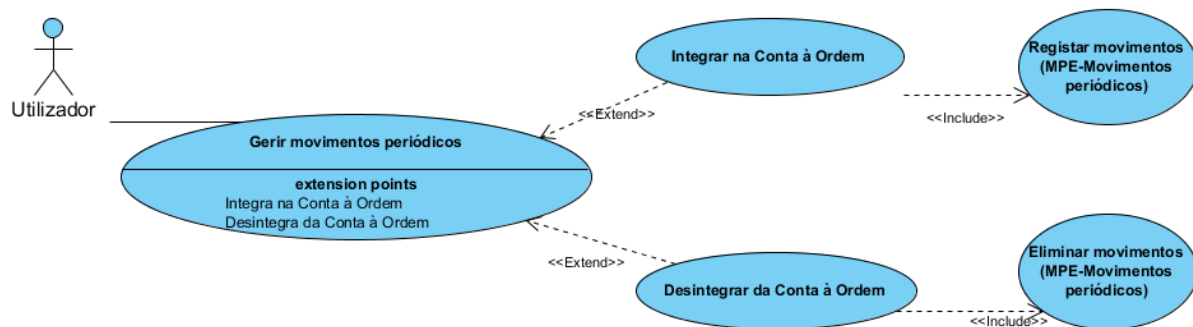 Utilizador
Gerir movimentos periódicos
extension points
Integra na Conta à Ordem
Desintegra da Conta à Ordem
<<Extend>>
Integrar na Conta à Ordem
<<Include>>
Registar movimentos
(MPE-Movimentos
periódicos)
<<Extend>>
Desintegrar da Conta à Ordem
<<Include>>
Eliminar movimentos
(MPE-Movimentos
periódicos)